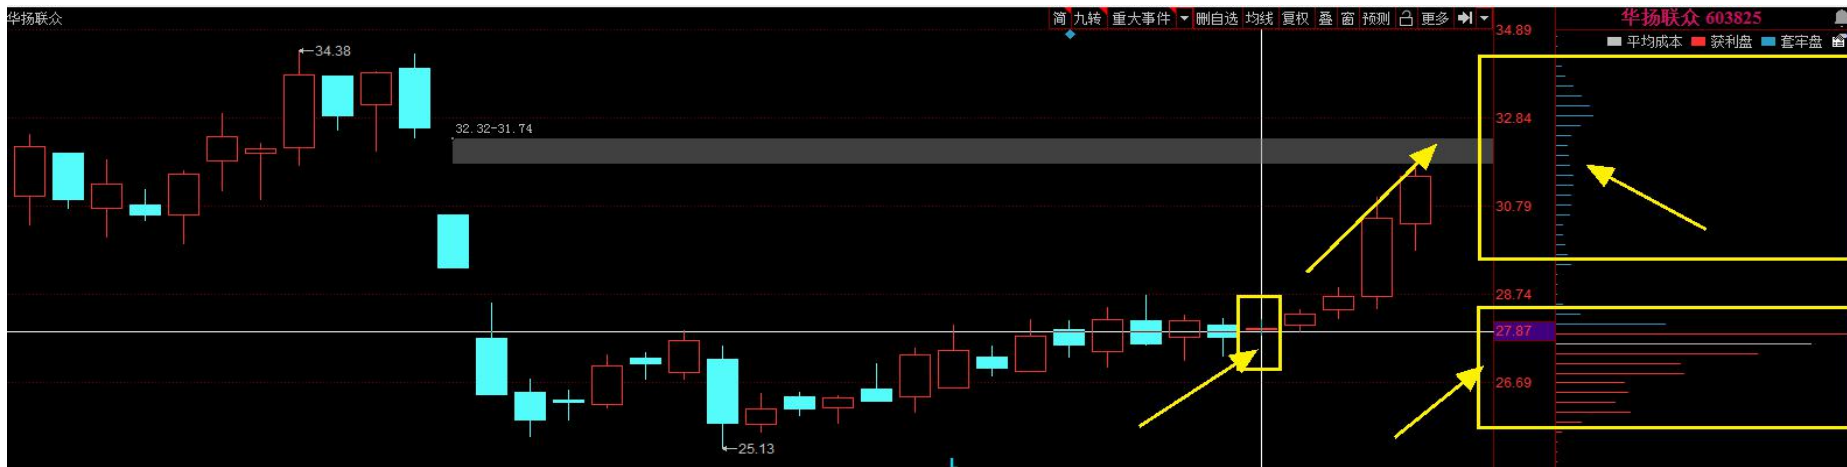 华扬联众
简 九转 重大事件 删自选 均线 复权 叠 窗 预测 更多
华扬联众 603825
平均成本 获利盘 套牢盘
34.89
34.38
32.84
32.32-31.74
30.79
28.74
27.87
26.69
25.13